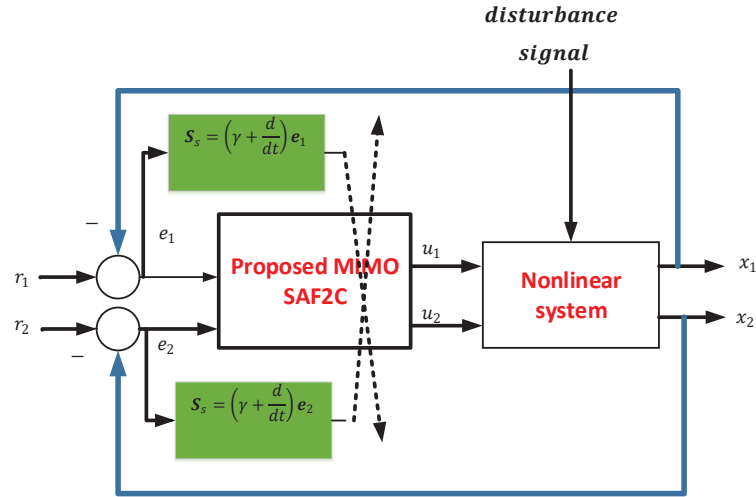 disturbance
signal
S_s = (γ + d/dt) e_1
−
e_1
r_1
Proposed MIMO
SAF2C
u_1
Nonlinear
system
x_1
r_2
e_2
u_2
x_2
−
S_s = (γ + d/dt) e_2